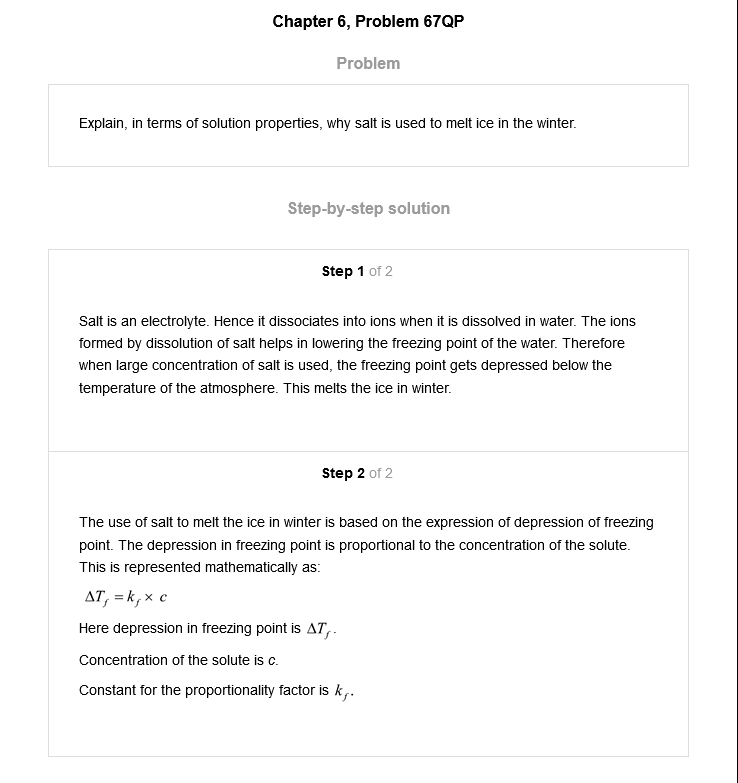 Chapter 6, Problem 67QP
Problem
Explain, in terms of solution properties, why salt is used to melt ice in the winter.
Step-by-step solution
Step 1 of 2
Salt is an electrolyte. Hence it dissociates into ions when it is dissolved in water. The ions
formed by dissolution of salt helps in lowering the freezing point of the water. Therefore
when large concentration of salt is used, the freezing point gets depressed below the
temperature of the atmosphere. This melts the ice in winter.
Step 2 of 2
The use of salt to melt the ice in winter is based on the expression of depression of freezing
point. The depression in freezing point is proportional to the concentration of the solute.
This is represented mathematically as:
ΔT_f = k_f × c
Here depression in freezing point is ΔT_f.
Concentration of the solute is c.
Constant for the proportionality factor is k_f.